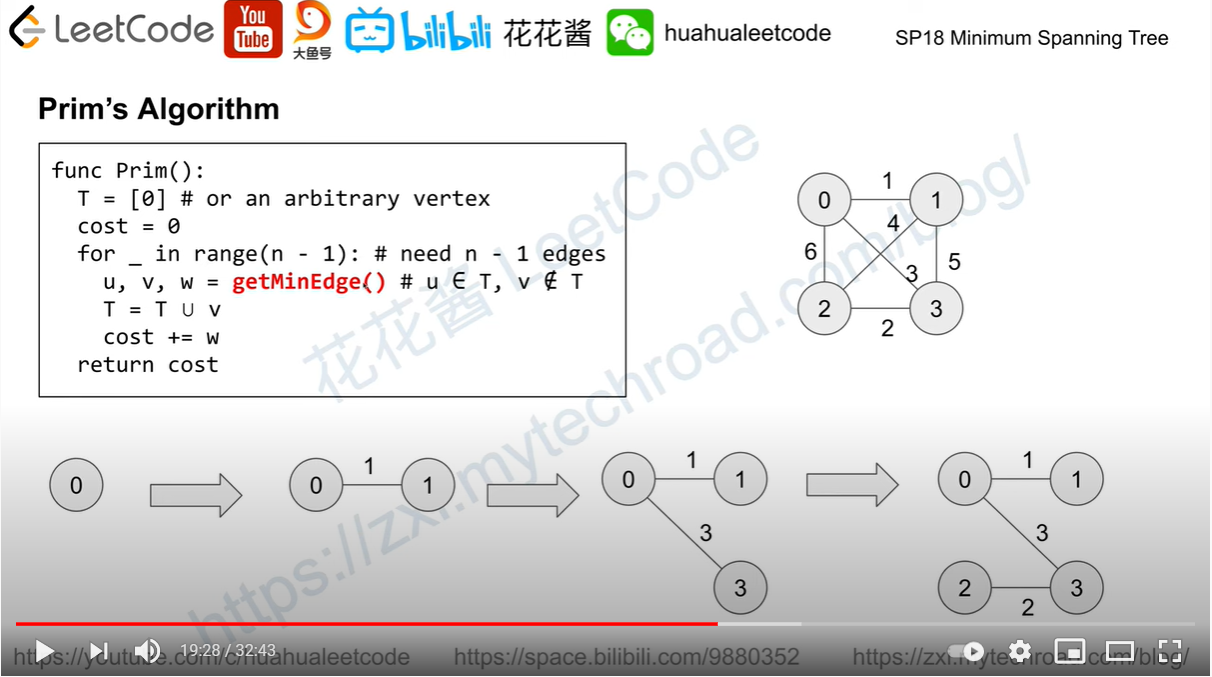 LeetCode You Tube 大鱼号 bilibili 花花酱 huahualeetcode SP18 Minimum Spanning Tree
Prim's Algorithm
func Prim():
T = [0] # or an arbitrary vertex
cost = 0
for _ in range(n - 1): # need n - 1 edges
u, v, w = getMinEdge() # u ∈ T, v ∉ T
T = T ∪ v
cost += w
return cost
0 1 1
4
6 5
3
2 3
2
花花酱 LeetCode
https://zxi.mytechroad.com/blog/
0
0 1 1
0 1 1
3
3
0 1 1
3
2 3
2
19:28 / 32:43
https://youtube.com/c/huahualeetcode https://space.bilibili.com/9880352 https://zxi.mytechroad.com/blog/